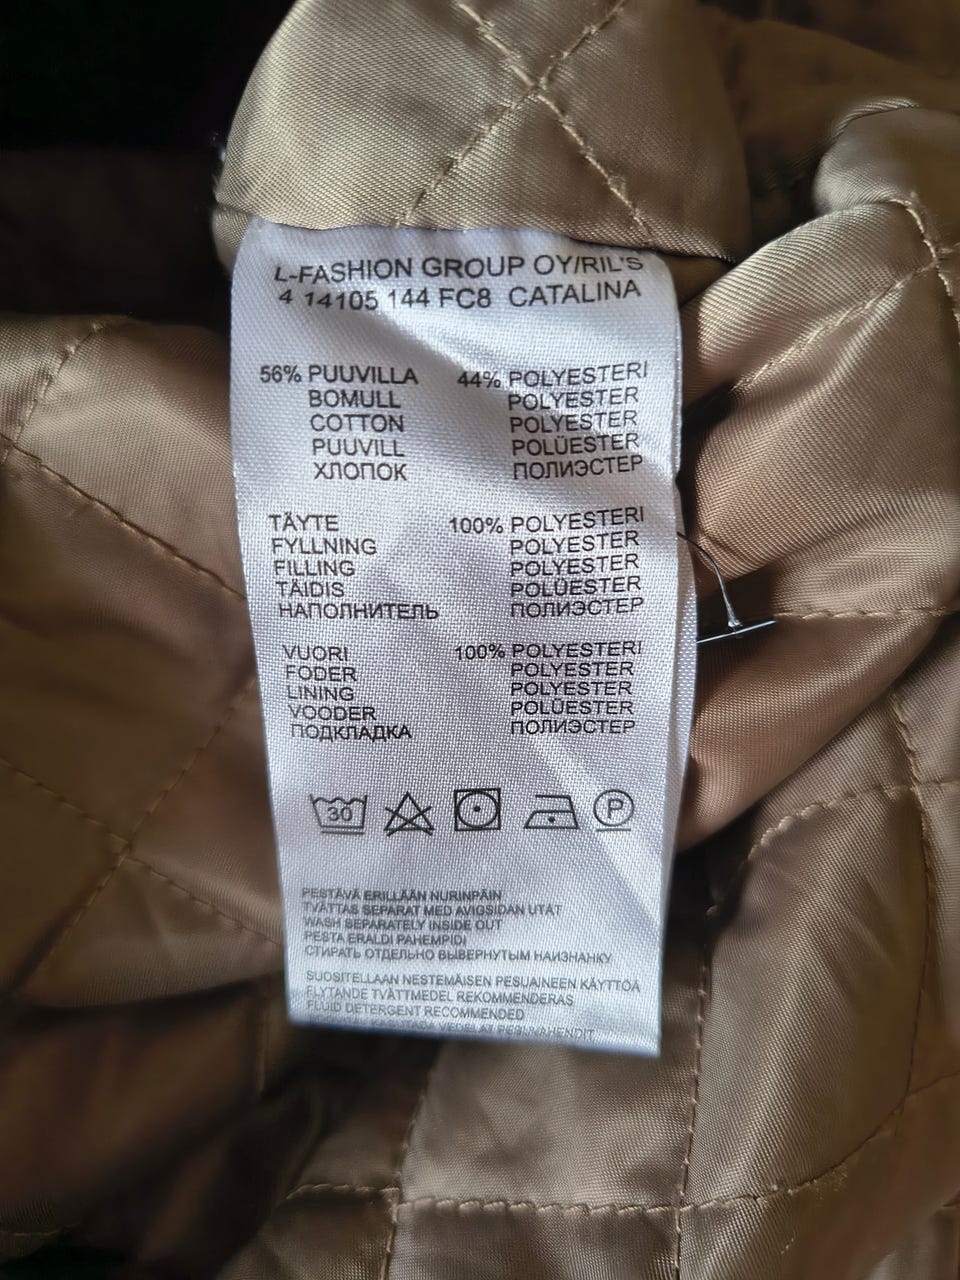 L-FASHION GROUP OY/RIL'S
4 14105 144 FC8 CATALINA
56% PUUVILLA 44% POLYESTERI
BOMULL POLYESTER
COTTON POLYESTER
PUUVILL POLÜESTER
ХЛОПОК ПОЛИЭСТЕР
TÄYTE 100% POLYESTERI
FYLLNING POLYESTER
FILLING POLYESTER
TÄIDIS POLÜESTER
НАПОЛНИТЕЛЬ ПОЛИЭСТЕР
VUORI 100% POLYESTERI
FODER POLYESTER
LINING POLYESTER
VOODER POLÜESTER
ПОДКЛАДКА ПОЛИЭСТЕР
30 P
PESTÄVÄ ERILLÄÄN NURINPÄIN
TVÄTTAS SEPARAT MED AVIGSIDAN UTÅT
WASH SEPARATELY INSIDE OUT
PESTA ERALDI PAHEMPIDI
СТИРАТЬ ОТДЕЛЬНО ВЫВЕРНУТЫМ НАИЗНАНКУ
SUOSITELLAAN NESTEMÄISEN PESUAINEEN KÄYTTÖÄ
FLYTANDE TVÄTTMEDEL REKOMMENDERAS
FLUID DETERGENT RECOMMENDED
KASUTADA VEDELAT PESUVAHENDIT